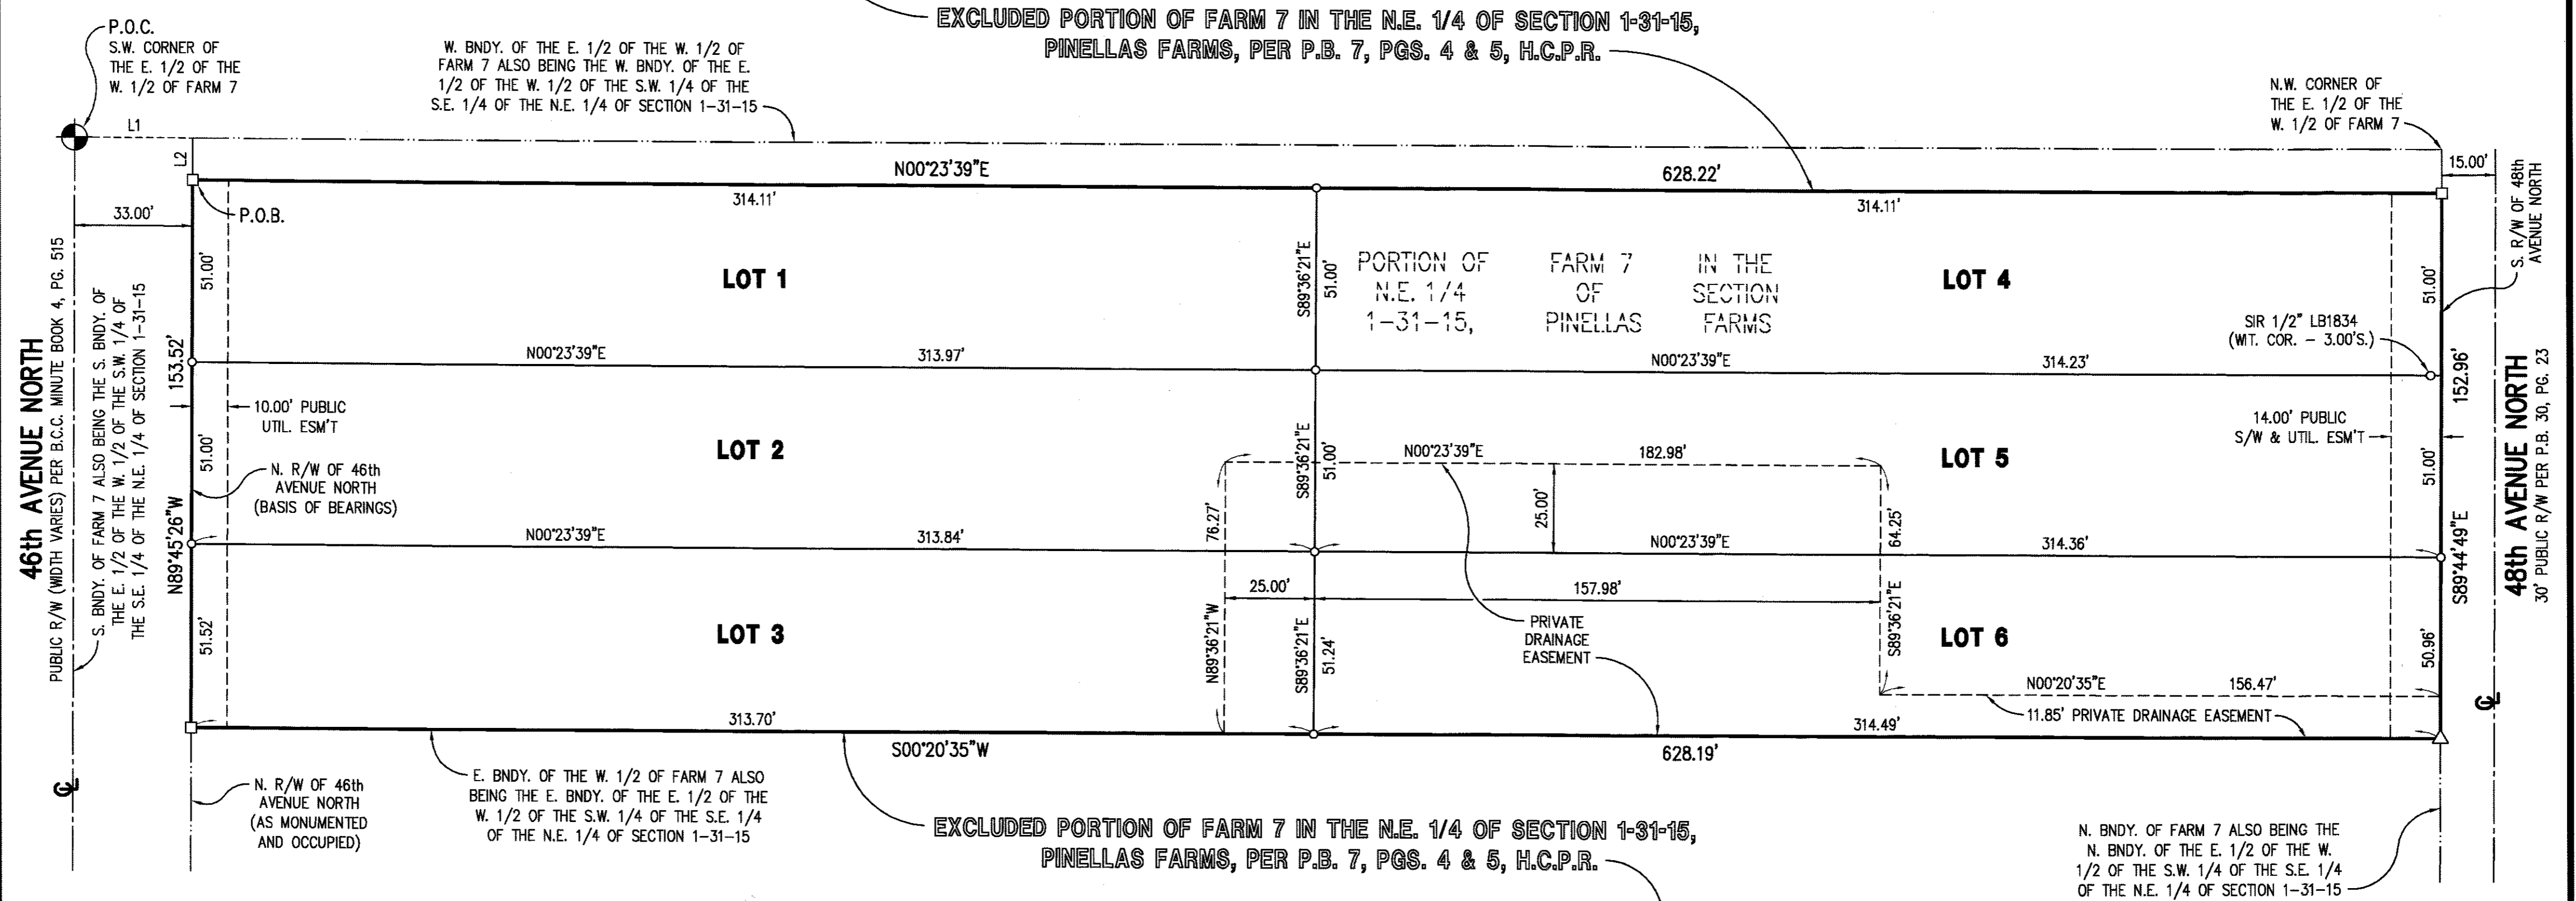 EXCLUDED PORTION OF FARM 7 IN THE N.E. 1/4 OF SECTION 1-31-15,
PINELLAS FARMS, PER P.B. 7, PGS. 4 & 5, H.C.P.R.
P.O.C.
S.W. CORNER OF
THE E. 1/2 OF THE
W. 1/2 OF FARM 7
W. BNDY. OF THE E. 1/2 OF THE W. 1/2 OF
FARM 7 ALSO BEING THE W. BNDY. OF THE E.
1/2 OF THE W. 1/2 OF THE S.W. 1/4 OF THE
S.E. 1/4 OF THE N.E. 1/4 OF SECTION 1-31-15
N.W. CORNER OF
THE E. 1/2 OF THE
W. 1/2 OF FARM 7
L1
L2
N00°23'39"E
628.22'
15.00'
314.11'
314.11'
P.O.B.
33.00'
S. R/W OF 48th
AVENUE NORTH
46th AVENUE NORTH
PUBLIC R/W (WIDTH VARIES) PER B.C.C. MINUTE BOOK 4, PG. 515
S. BNDY. OF FARM 7 ALSO BEING THE S. BNDY. OF
THE E. 1/2 OF THE W. 1/2 OF THE S.W. 1/4 OF
THE S.E. 1/4 OF THE N.E. 1/4 OF SECTION 1-31-15
51.00'
LOT 1
S89°36'21"E
51.00'
PORTION OF FARM 7 IN THE
N.E. 1/4 OF SECTION
1-31-15, PINELLAS FARMS
LOT 4
51.00'
SIR 1/2" LB1834
(WIT. COR. - 3.00'S.)
153.52'
N00°23'39"E
313.97'
N00°23'39"E
314.23'
152.96'
48th AVENUE NORTH
30' PUBLIC R/W PER P.B. 30, PG. 23
10.00' PUBLIC
UTIL. ESM'T
14.00' PUBLIC
S/W & UTIL. ESM'T
51.00'
LOT 2
S89°36'21"E
51.00'
N00°23'39"E
182.98'
LOT 5
51.00'
N. R/W OF 46th
AVENUE NORTH
(BASIS OF BEARINGS)
N89°45'26"W
76.27'
25.00'
64.25'
S89°44'49"E
N00°23'39"E
313.84'
N00°23'39"E
314.36'
25.00'
157.98'
51.52'
LOT 3
N89°36'21"W
S89°36'21"E
51.24'
PRIVATE
DRAINAGE
EASEMENT
S89°36'21"E
LOT 6
50.96'
N00°20'35"E
156.47'
11.85' PRIVATE DRAINAGE EASEMENT
313.70'
314.49'
S00°20'35"W
628.19'
CL
CL
N. R/W OF 46th
AVENUE NORTH
(AS MONUMENTED
AND OCCUPIED)
E. BNDY. OF THE W. 1/2 OF FARM 7 ALSO
BEING THE E. BNDY. OF THE E. 1/2 OF THE
W. 1/2 OF THE S.W. 1/4 OF THE S.E. 1/4
OF THE N.E. 1/4 OF SECTION 1-31-15
EXCLUDED PORTION OF FARM 7 IN THE N.E. 1/4 OF SECTION 1-31-15,
PINELLAS FARMS, PER P.B. 7, PGS. 4 & 5, H.C.P.R.
N. BNDY. OF FARM 7 ALSO BEING THE
N. BNDY. OF THE E. 1/2 OF THE W.
1/2 OF THE S.W. 1/4 OF THE S.E. 1/4
OF THE N.E. 1/4 OF SECTION 1-31-15